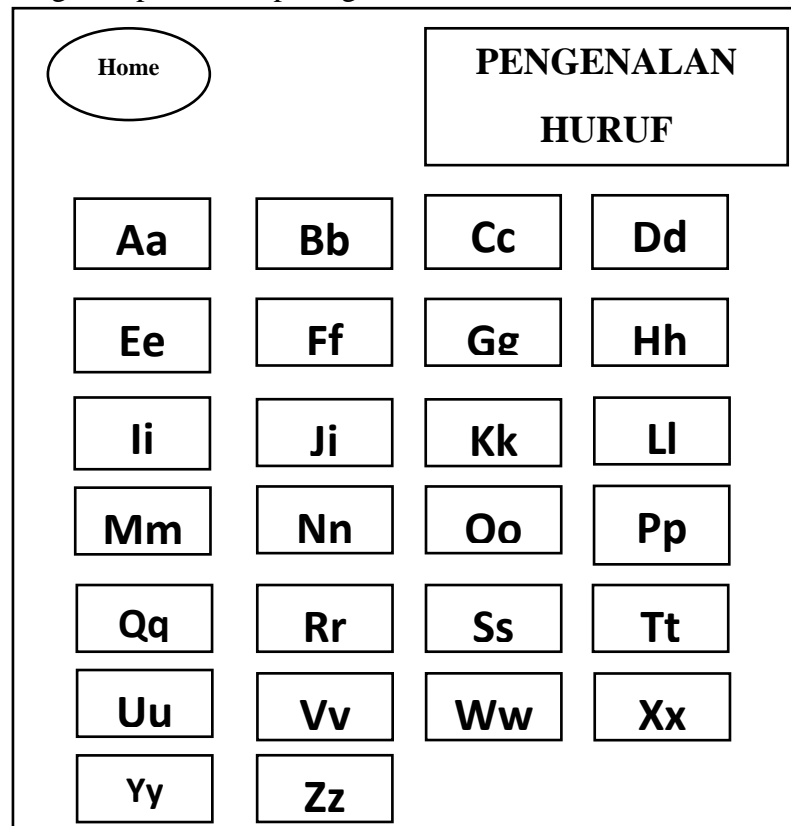 Home
PENGENALAN
HURUF
Aa Bb Cc Dd
Ee Ff Gg Hh
Ii Jj Kk Ll
Mm Nn Oo Pp
Qq Rr Ss Tt
Uu Vv Ww Xx
Yy Zz